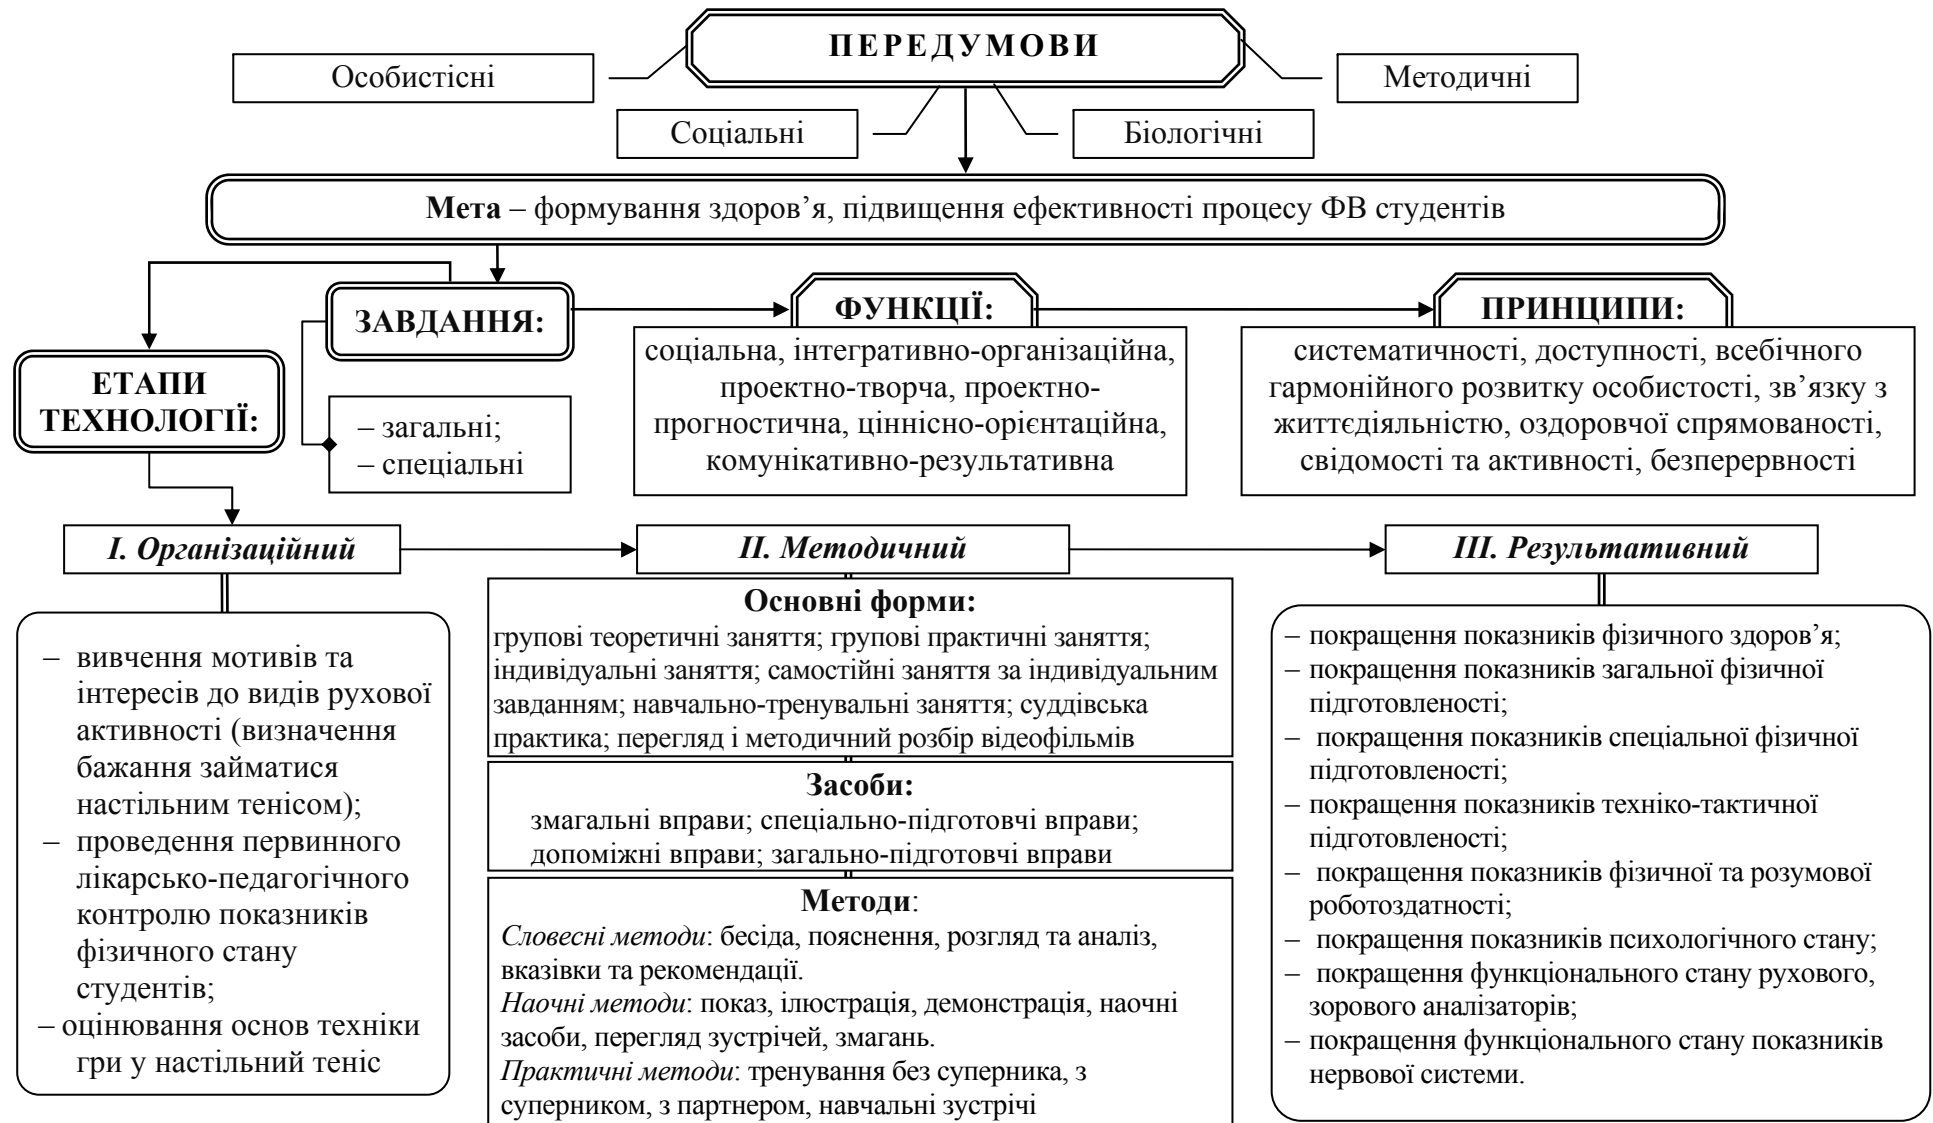 ПЕРЕДУМОВИ
Особистісні
Методичні
Соціальні
Біологічні
Мета – формування здоров’я, підвищення ефективності процесу ФВ студентів
ЗАВДАННЯ:
– загальні;
– спеціальні
ФУНКЦІЇ:
соціальна, інтегративно-організаційна,
проектно-творча, проектно-
прогностична, ціннісно-орієнтаційна,
комунікативно-результативна
ПРИНЦИПИ:
систематичності, доступності, всебічного
гармонійного розвитку особистості, зв’язку з
життєдіяльністю, оздоровчої спрямованості,
свідомості та активності, безперервності
ЕТАПИ
ТЕХНОЛОГІЇ:
I. Організаційний
– вивчення мотивів та
інтересів до видів рухової
активності (визначення
бажання займатися
настільним тенісом);
– проведення первинного
лікарсько-педагогічного
контролю показників
фізичного стану
студентів;
– оцінювання основ техніки
гри у настільний теніс
II. Методичний
Основні форми:
групові теоретичні заняття; групові практичні заняття;
індивідуальні заняття; самостійні заняття за індивідуальним
завданням; навчально-тренувальні заняття; суддівська
практика; перегляд і методичний розбір відеофільмів
Засоби:
змагальні вправи; спеціально-підготовчі вправи;
допоміжні вправи; загально-підготовчі вправи
Методи:
Словесні методи: бесіда, пояснення, розгляд та аналіз,
вказівки та рекомендації.
Наочні методи: показ, ілюстрація, демонстрація, наочні
засоби, перегляд зустрічей, змагань.
Практичні методи: тренування без суперника, з
суперником, з партнером, навчальні зустрічі
III. Результативний
– покращення показників фізичного здоров’я;
– покращення показників загальної фізичної
підготовленості;
– покращення показників спеціальної фізичної
підготовленості;
– покращення показників техніко-тактичної
підготовленості;
– покращення показників фізичної та розумової
роботоздатності;
– покращення показників психологічного стану;
– покращення функціонального стану рухового,
зорового аналізаторів;
– покращення функціонального стану показників
нервової системи.